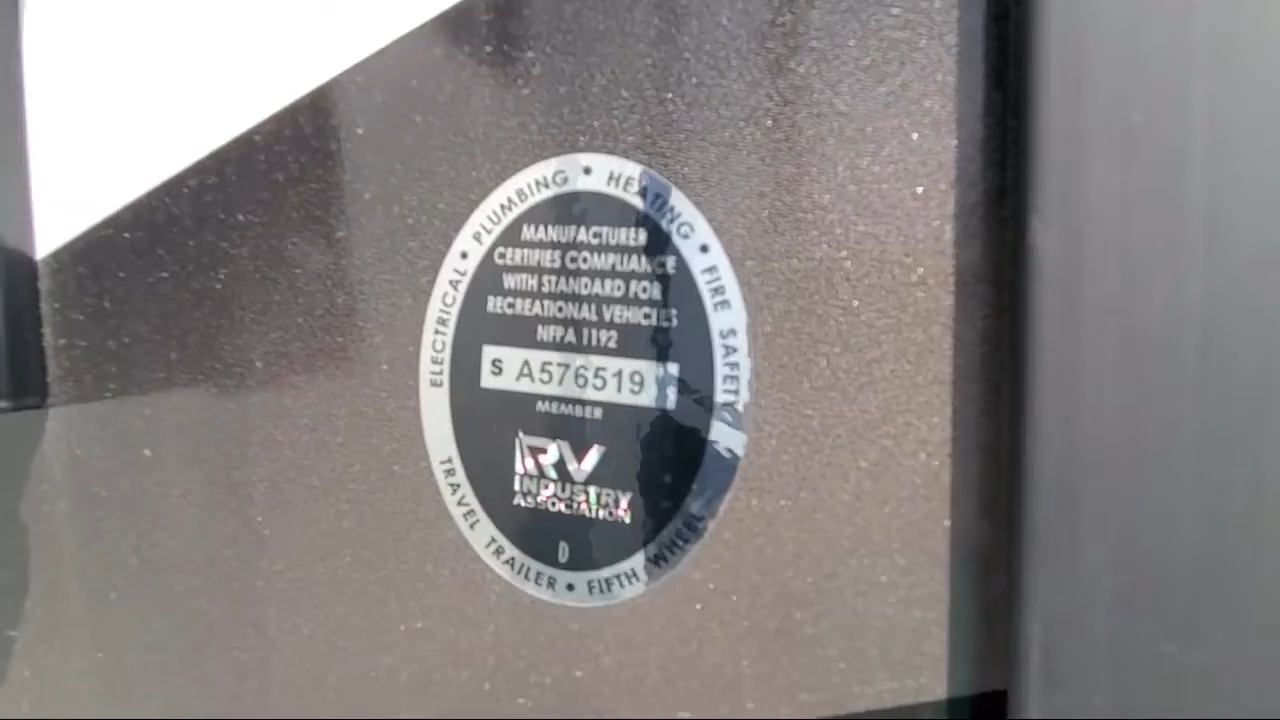 ELECTRICAL • PLUMBING • HEATING • FIRE SAFETY
MANUFACTURER
CERTIFIES COMPLIANCE
WITH STANDARD FOR
RECREATIONAL VEHICLES
NFPA 1192
S A576519
MEMBER
RV
INDUSTRY
ASSOCIATION
D
TRAVEL TRAILER • FIFTH WHEEL